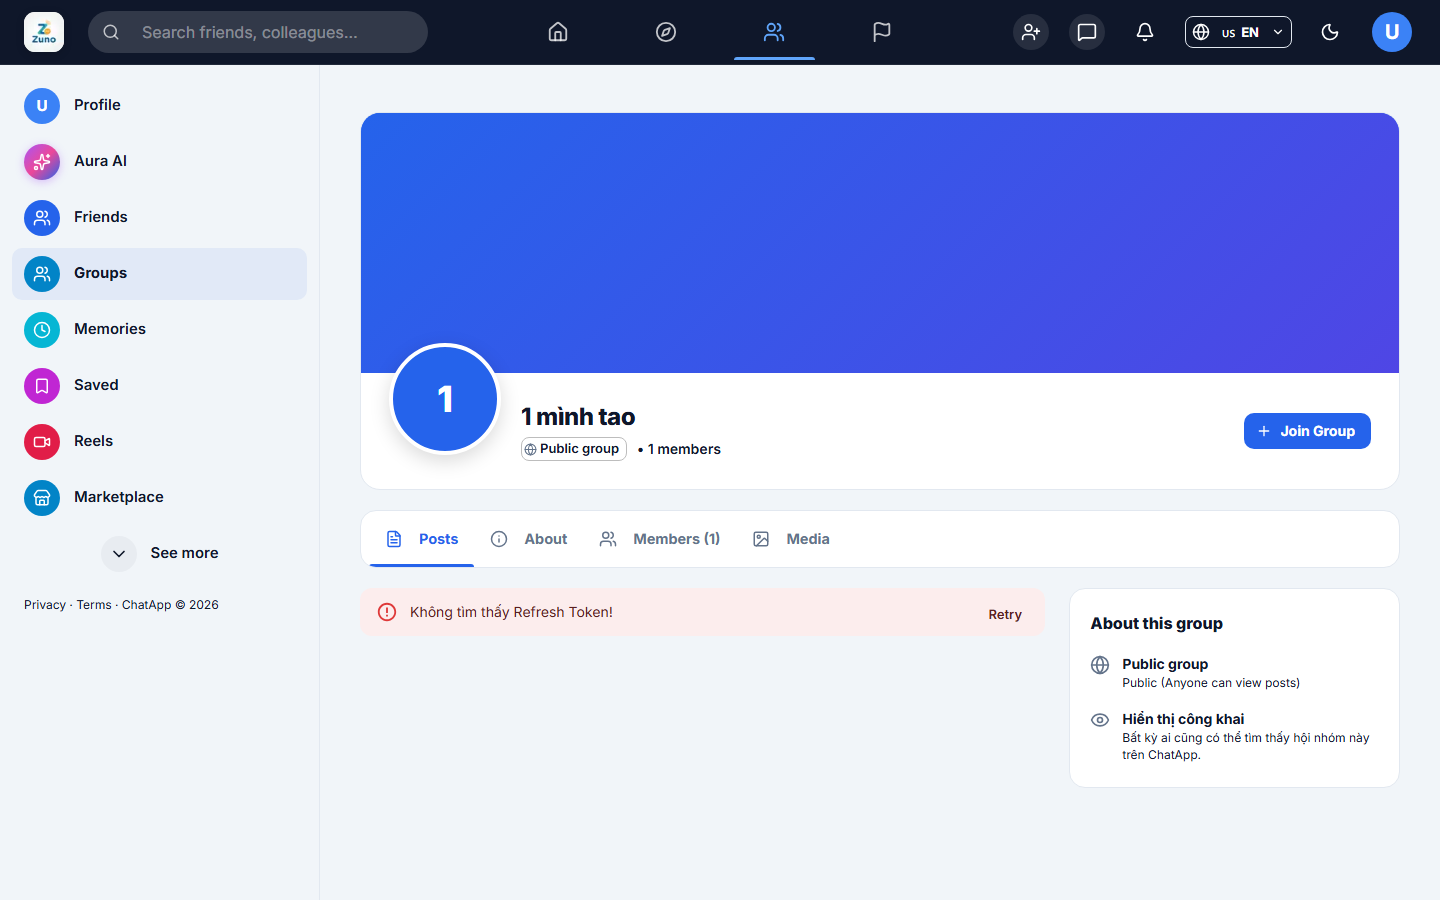 Zuno
Search friends, colleagues...
US EN
U
U
Profile
Aura AI
Friends
Groups
Memories
Saved
Reels
Marketplace
See more
Privacy · Terms · ChatApp © 2026
1
1 mình tao
Public group
• 1 members
Join Group
Posts
About
Members (1)
Media
Không tìm thấy Refresh Token!
Retry
About this group
Public group
Public (Anyone can view posts)
Hiển thị công khai
Bất kỳ ai cũng có thể tìm thấy hội nhóm này
trên ChatApp.